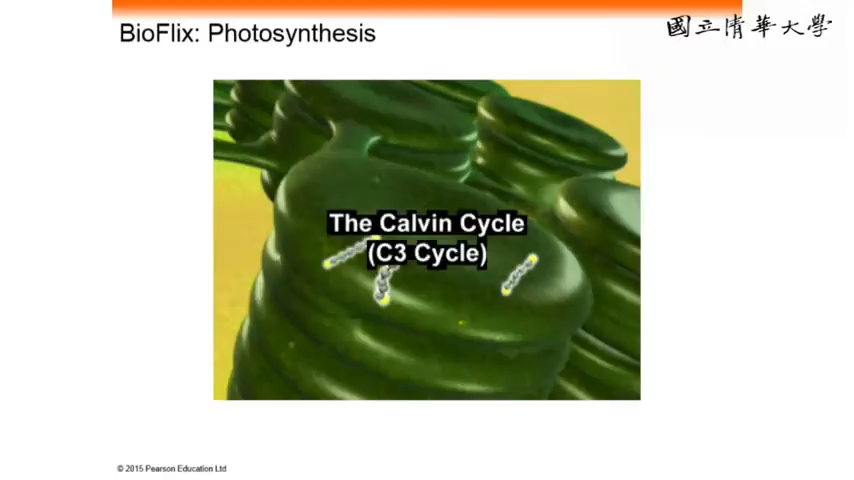 BioFlix: Photosynthesis
國立清華大學
The Calvin Cycle
(C3 Cycle)
© 2015 Pearson Education Ltd